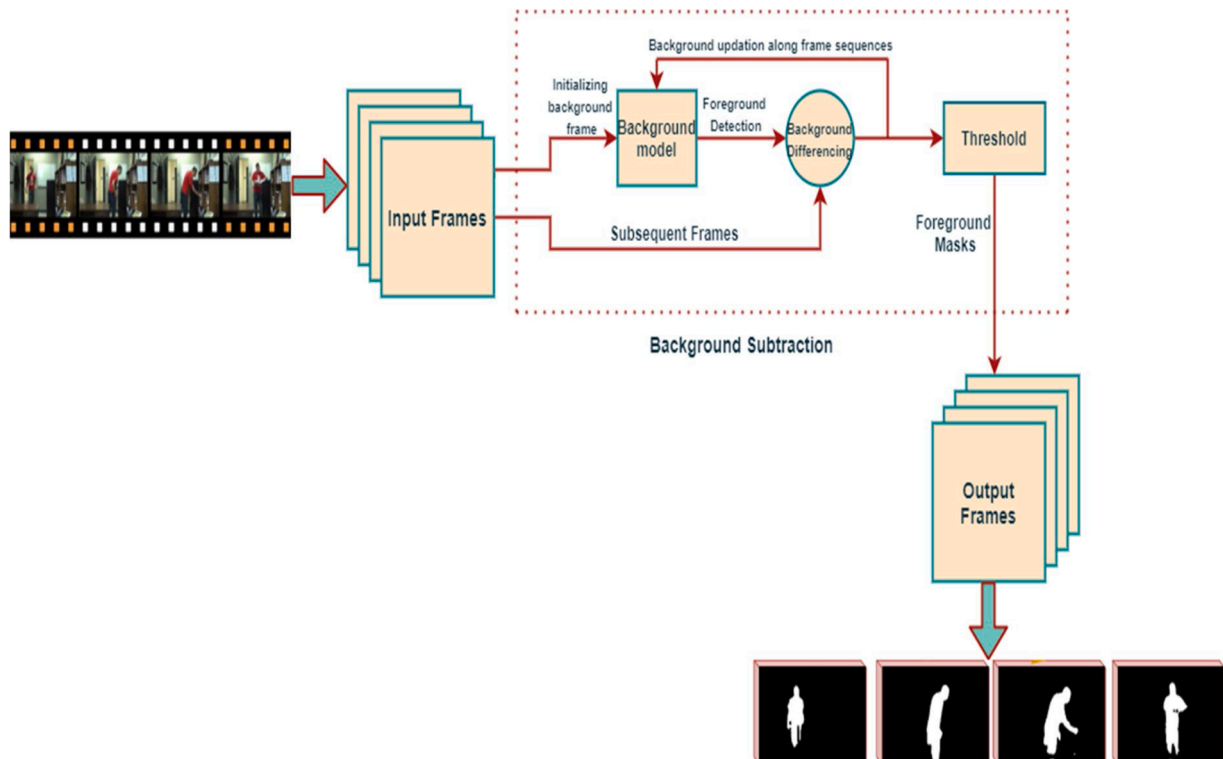 Background updation along frame sequences
Initializing
background
frame
Background
model
Foreground
Detection
Background
Differencing
Threshold
Input Frames
Subsequent Frames
Foreground
Masks
Background Subtraction
Output
Frames